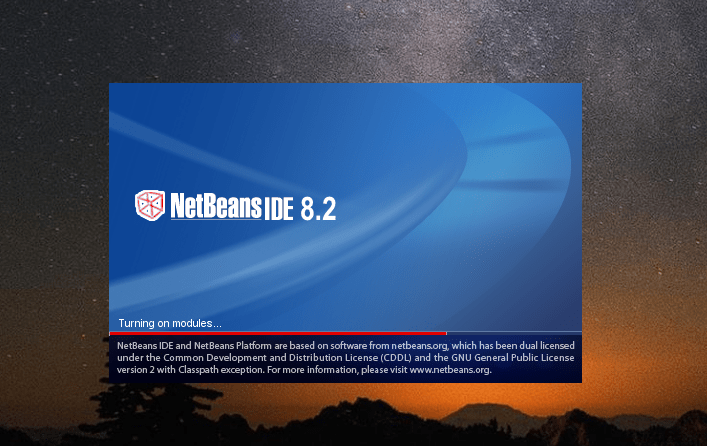 NetBeans IDE 8.2
Turning on modules...
NetBeans IDE and NetBeans Platform are based on software from netbeans.org, which has been dual licensed
under the Common Development and Distribution License (CDDL) and the GNU General Public License
version 2 with Classpath exception. For more information, please visit www.netbeans.org.